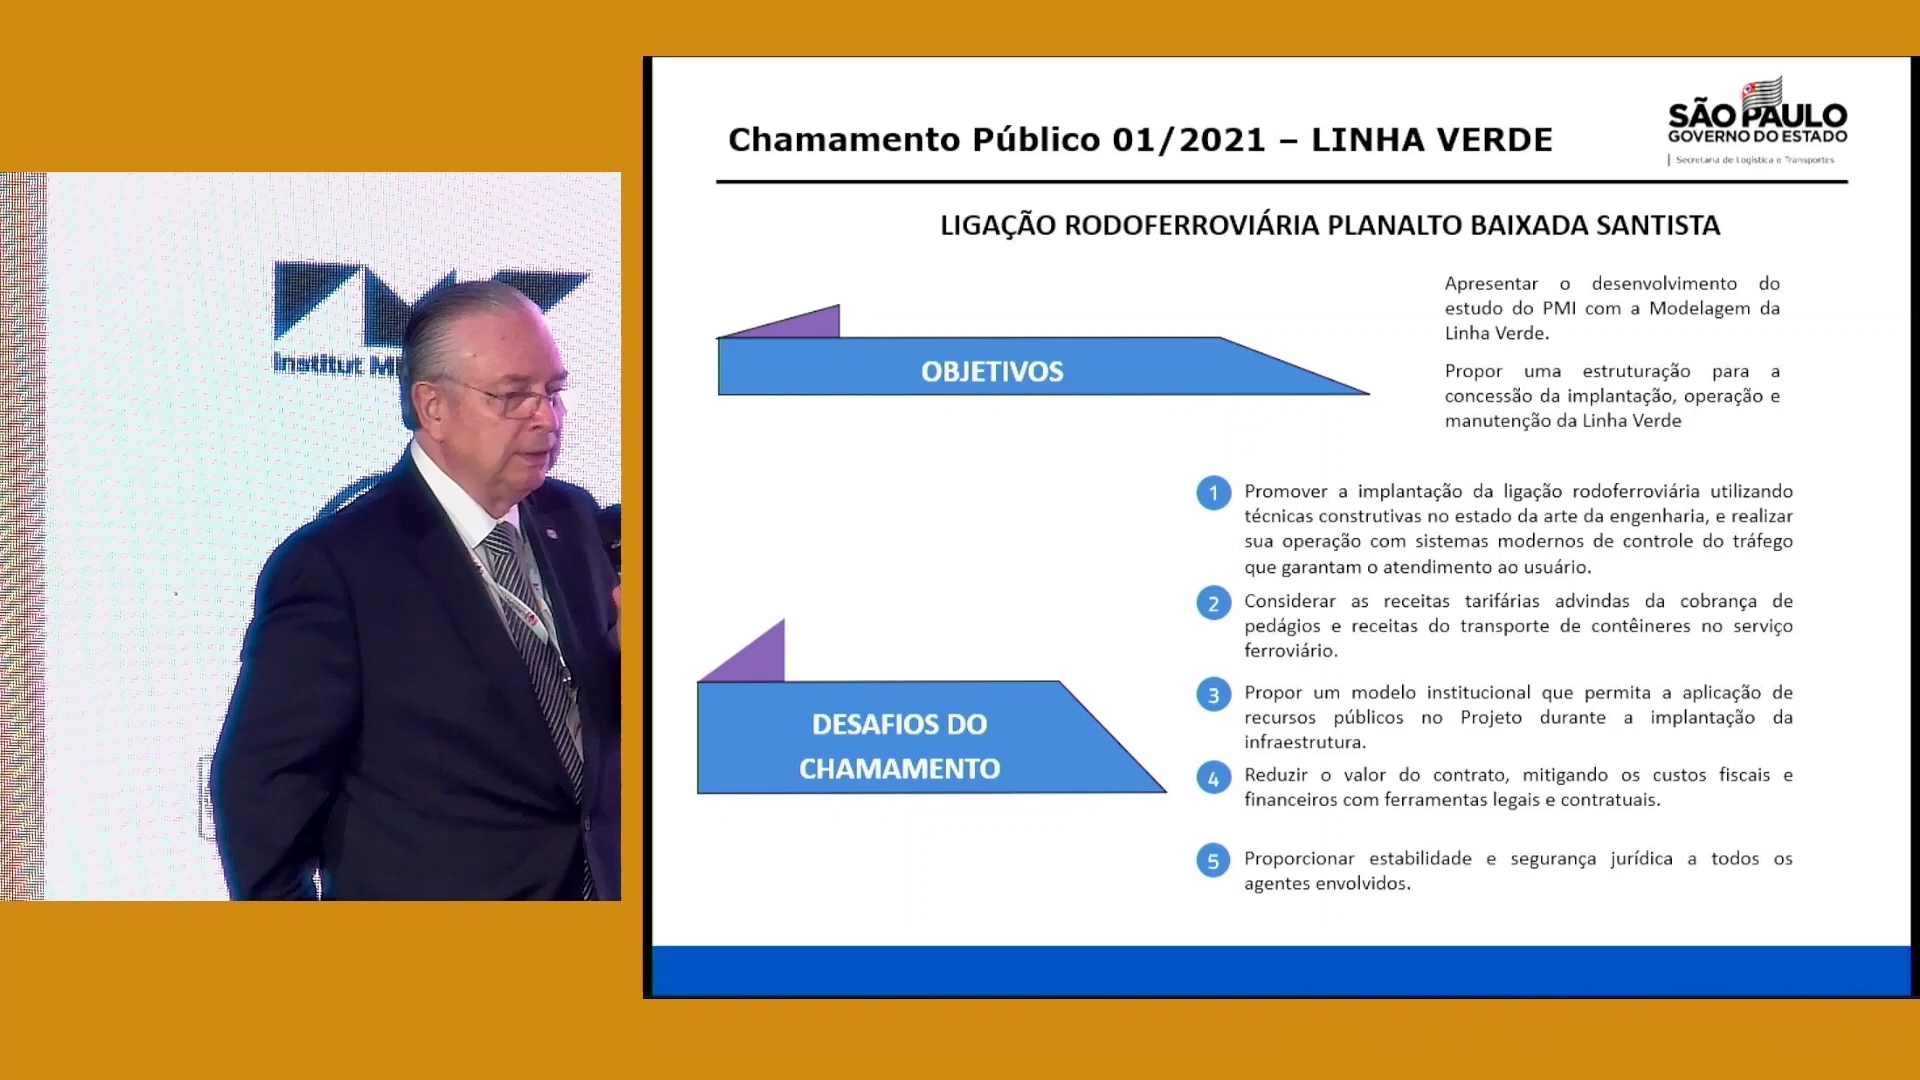 Institut
Chamamento Público 01/2021 – LINHA VERDE
SÃO PAULO
GOVERNO DO ESTADO
Secretaria de Logística e Transportes
LIGAÇÃO RODOFERROVIÁRIA PLANALTO BAIXADA SANTISTA
OBJETIVOS
Apresentar o desenvolvimento do
estudo do PMI com a Modelagem da
Linha Verde.
Propor uma estruturação para a
concessão da implantação, operação e
manutenção da Linha Verde
DESAFIOS DO
CHAMAMENTO
1 Promover a implantação da ligação rodoferroviária utilizando
técnicas construtivas no estado da arte da engenharia, e realizar
sua operação com sistemas modernos de controle do tráfego
que garantam o atendimento ao usuário.
2 Considerar as receitas tarifárias advindas da cobrança de
pedágios e receitas do transporte de contêineres no serviço
ferroviário.
3 Propor um modelo institucional que permita a aplicação de
recursos públicos no Projeto durante a implantação da
infraestrutura.
4 Reduzir o valor do contrato, mitigando os custos fiscais e
financeiros com ferramentas legais e contratuais.
5 Proporcionar estabilidade e segurança jurídica a todos os
agentes envolvidos.